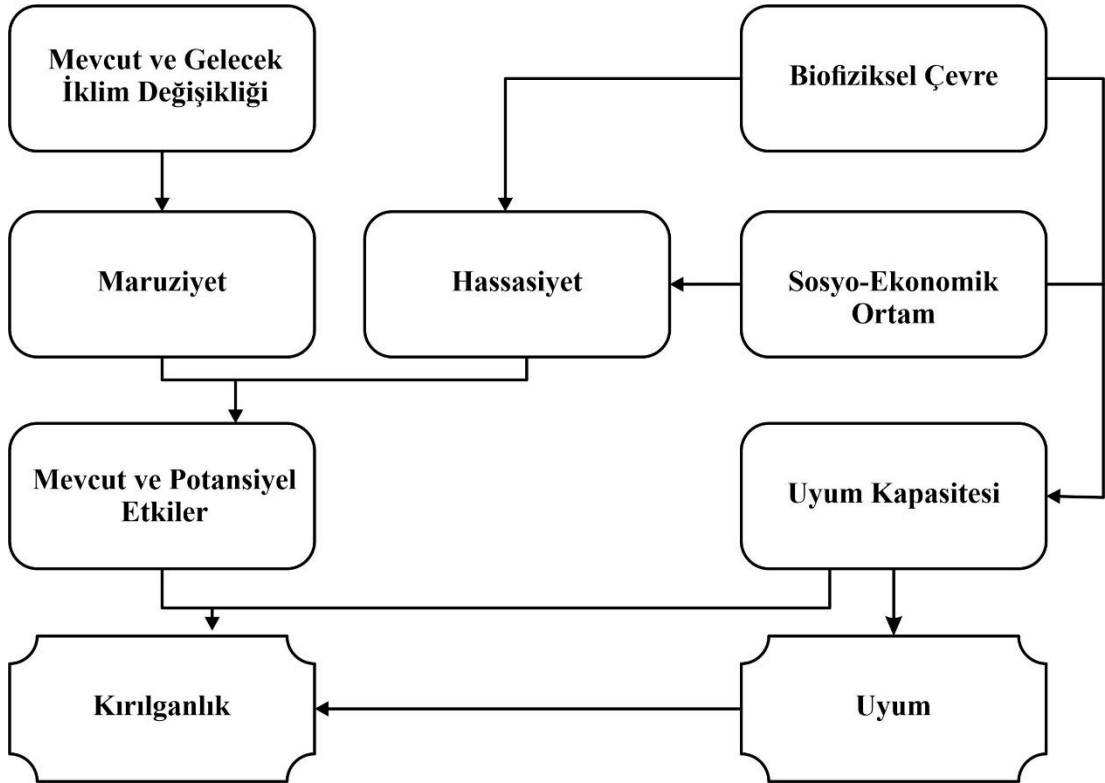 Mevcut ve Gelecek
İklim Değişikliği
Biofiziksel Çevre
Maruziyet
Hassasiyet
Sosyo-Ekonomik
Ortam
Mevcut ve Potansiyel
Etkiler
Uyum Kapasitesi
Kırılganlık
Uyum